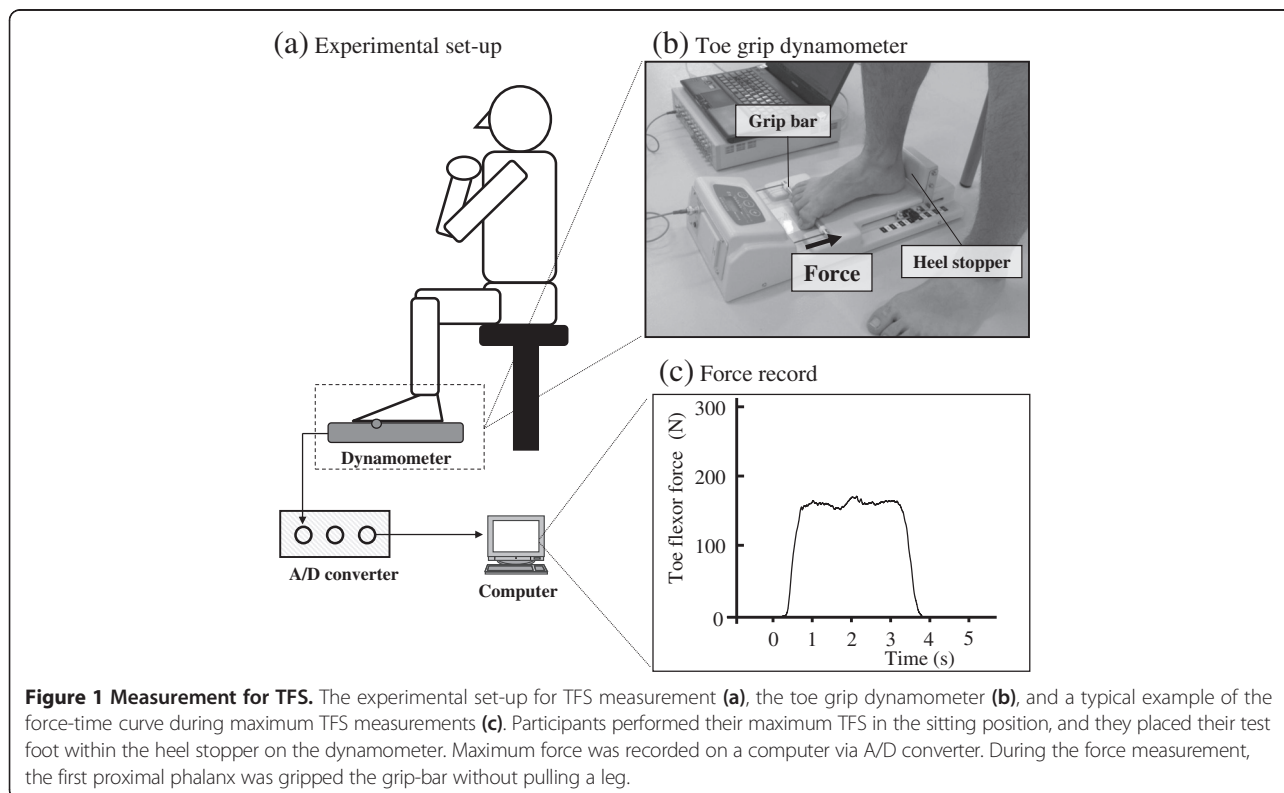 (a) Experimental set-up
(b) Toe grip dynamometer
Grip bar
Force
Heel stopper
Dynamometer
A/D converter
Computer
(c) Force record
300
200
100
0
Toe flexor force (N)
0 1 2 3 4 5
Time (s)
Figure 1 Measurement for TFS. The experimental set-up for TFS measurement (a), the toe grip dynamometer (b), and a typical example of the
force-time curve during maximum TFS measurements (c). Participants performed their maximum TFS in the sitting position, and they placed their test
foot within the heel stopper on the dynamometer. Maximum force was recorded on a computer via A/D converter. During the force measurement,
the first proximal phalanx was gripped the grip-bar without pulling a leg.